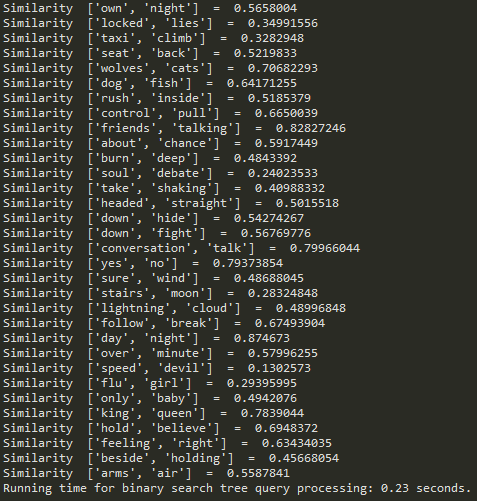 Similarity  ['own', 'night']  =  0.5658004
Similarity  ['locked', 'lies']  =  0.34991556
Similarity  ['taxi', 'climb']  =  0.3282948
Similarity  ['seat', 'back']  =  0.5219833
Similarity  ['wolves', 'cats']  =  0.70682293
Similarity  ['dog', 'fish']  =  0.64171255
Similarity  ['rush', 'inside']  =  0.5185379
Similarity  ['control', 'pull']  =  0.6650039
Similarity  ['friends', 'talking']  =  0.82827246
Similarity  ['about', 'chance']  =  0.5917449
Similarity  ['burn', 'deep']  =  0.4843392
Similarity  ['soul', 'debate']  =  0.24023533
Similarity  ['take', 'shaking']  =  0.40988332
Similarity  ['headed', 'straight']  =  0.5015518
Similarity  ['down', 'hide']  =  0.54274267
Similarity  ['down', 'fight']  =  0.56769776
Similarity  ['conversation', 'talk']  =  0.79966044
Similarity  ['yes', 'no']  =  0.79373854
Similarity  ['sure', 'wind']  =  0.48688045
Similarity  ['stairs', 'moon']  =  0.28324848
Similarity  ['lightning', 'cloud']  =  0.48996848
Similarity  ['follow', 'break']  =  0.67493904
Similarity  ['day', 'night']  =  0.874673
Similarity  ['over', 'minute']  =  0.57996255
Similarity  ['speed', 'devil']  =  0.1302573
Similarity  ['flu', 'girl']  =  0.29395995
Similarity  ['only', 'baby']  =  0.4942076
Similarity  ['king', 'queen']  =  0.7839044
Similarity  ['hold', 'believe']  =  0.6948372
Similarity  ['feeling', 'right']  =  0.63434035
Similarity  ['beside', 'holding']  =  0.45668054
Similarity  ['arms', 'air']  =  0.5587841
Running time for binary search tree query processing: 0.23 seconds.